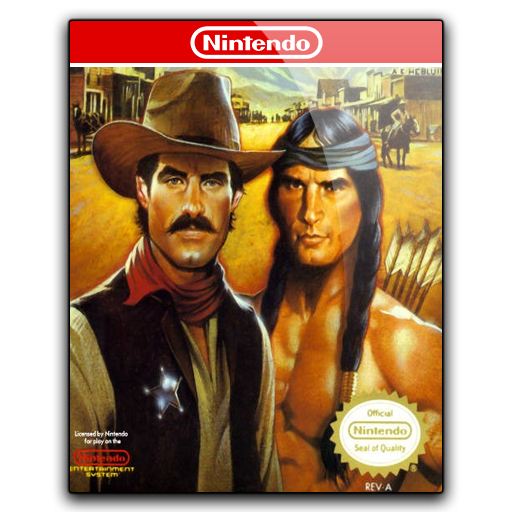 Nintendo
Licensed by Nintendo
for play on the
Nintendo
ENTERTAINMENT
SYSTEM
Official
Nintendo
Seal of Quality
®
REV-A